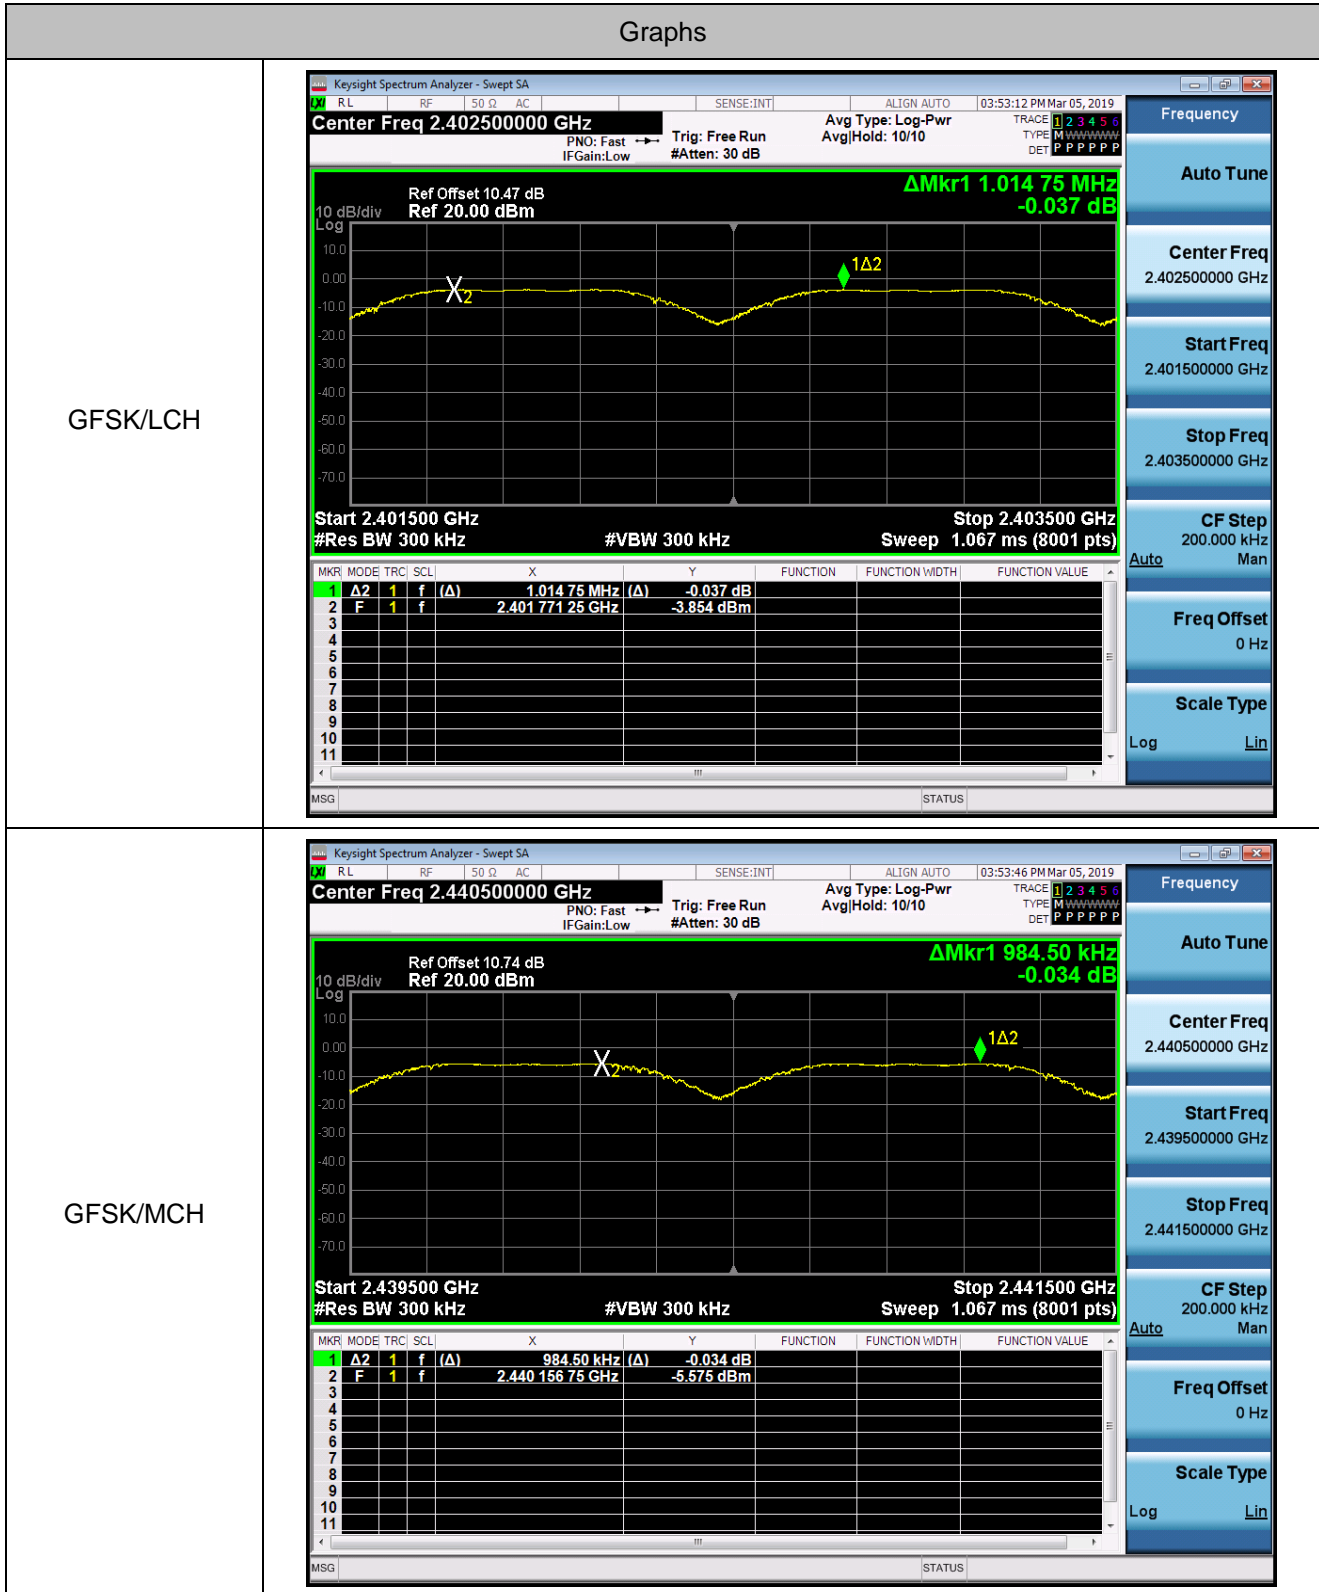 Graphs
GFSK/LCH
Keysight Spectrum Analyzer - Swept SA
LXI RL RF 50 Ω AC SENSE:INT ALIGN AUTO 03:53:12 PM Mar 05, 2019
Center Freq 2.402500000 GHz Avg Type: Log-Pwr TRACE 1 2 3 4 5 6
PNO: Fast Trig: Free Run Avg|Hold: 10/10 TYPE M WWWWW
IFGain:Low #Atten: 30 dB DET P P P P P P
ΔMkr1 1.014 75 MHz
-0.037 dB
Ref Offset 10.47 dB
10 dB/div Ref 20.00 dBm
Log
10.0
0.00
-10.0
-20.0
-30.0
-40.0
-50.0
-60.0
-70.0
1Δ2
X2
Start 2.401500 GHz Stop 2.403500 GHz
#Res BW 300 kHz #VBW 300 kHz Sweep 1.067 ms (8001 pts)
MKR MODE TRC SCL X Y FUNCTION FUNCTION WIDTH FUNCTION VALUE
1 Δ2 1 f (Δ) 1.014 75 MHz (Δ) -0.037 dB
2 F 1 f 2.401 771 25 GHz -3.854 dBm
3
4
5
6
7
8
9
10
11
MSG STATUS
Frequency
Auto Tune
Center Freq
2.402500000 GHz
Start Freq
2.401500000 GHz
Stop Freq
2.403500000 GHz
CF Step
200.000 kHz
Auto Man
Freq Offset
0 Hz
Scale Type
Log Lin
GFSK/MCH
Keysight Spectrum Analyzer - Swept SA
LXI RL RF 50 Ω AC SENSE:INT ALIGN AUTO 03:53:46 PM Mar 05, 2019
Center Freq 2.440500000 GHz Avg Type: Log-Pwr TRACE 1 2 3 4 5 6
PNO: Fast Trig: Free Run Avg|Hold: 10/10 TYPE M WWWWW
IFGain:Low #Atten: 30 dB DET P P P P P P
ΔMkr1 984.50 kHz
-0.034 dB
Ref Offset 10.74 dB
10 dB/div Ref 20.00 dBm
Log
10.0
0.00
-10.0
-20.0
-30.0
-40.0
-50.0
-60.0
-70.0
X2
1Δ2
Start 2.439500 GHz Stop 2.441500 GHz
#Res BW 300 kHz #VBW 300 kHz Sweep 1.067 ms (8001 pts)
MKR MODE TRC SCL X Y FUNCTION FUNCTION WIDTH FUNCTION VALUE
1 Δ2 1 f (Δ) 984.50 kHz (Δ) -0.034 dB
2 F 1 f 2.440 156 75 GHz -5.575 dBm
3
4
5
6
7
8
9
10
11
MSG STATUS
Frequency
Auto Tune
Center Freq
2.440500000 GHz
Start Freq
2.439500000 GHz
Stop Freq
2.441500000 GHz
CF Step
200.000 kHz
Auto Man
Freq Offset
0 Hz
Scale Type
Log Lin